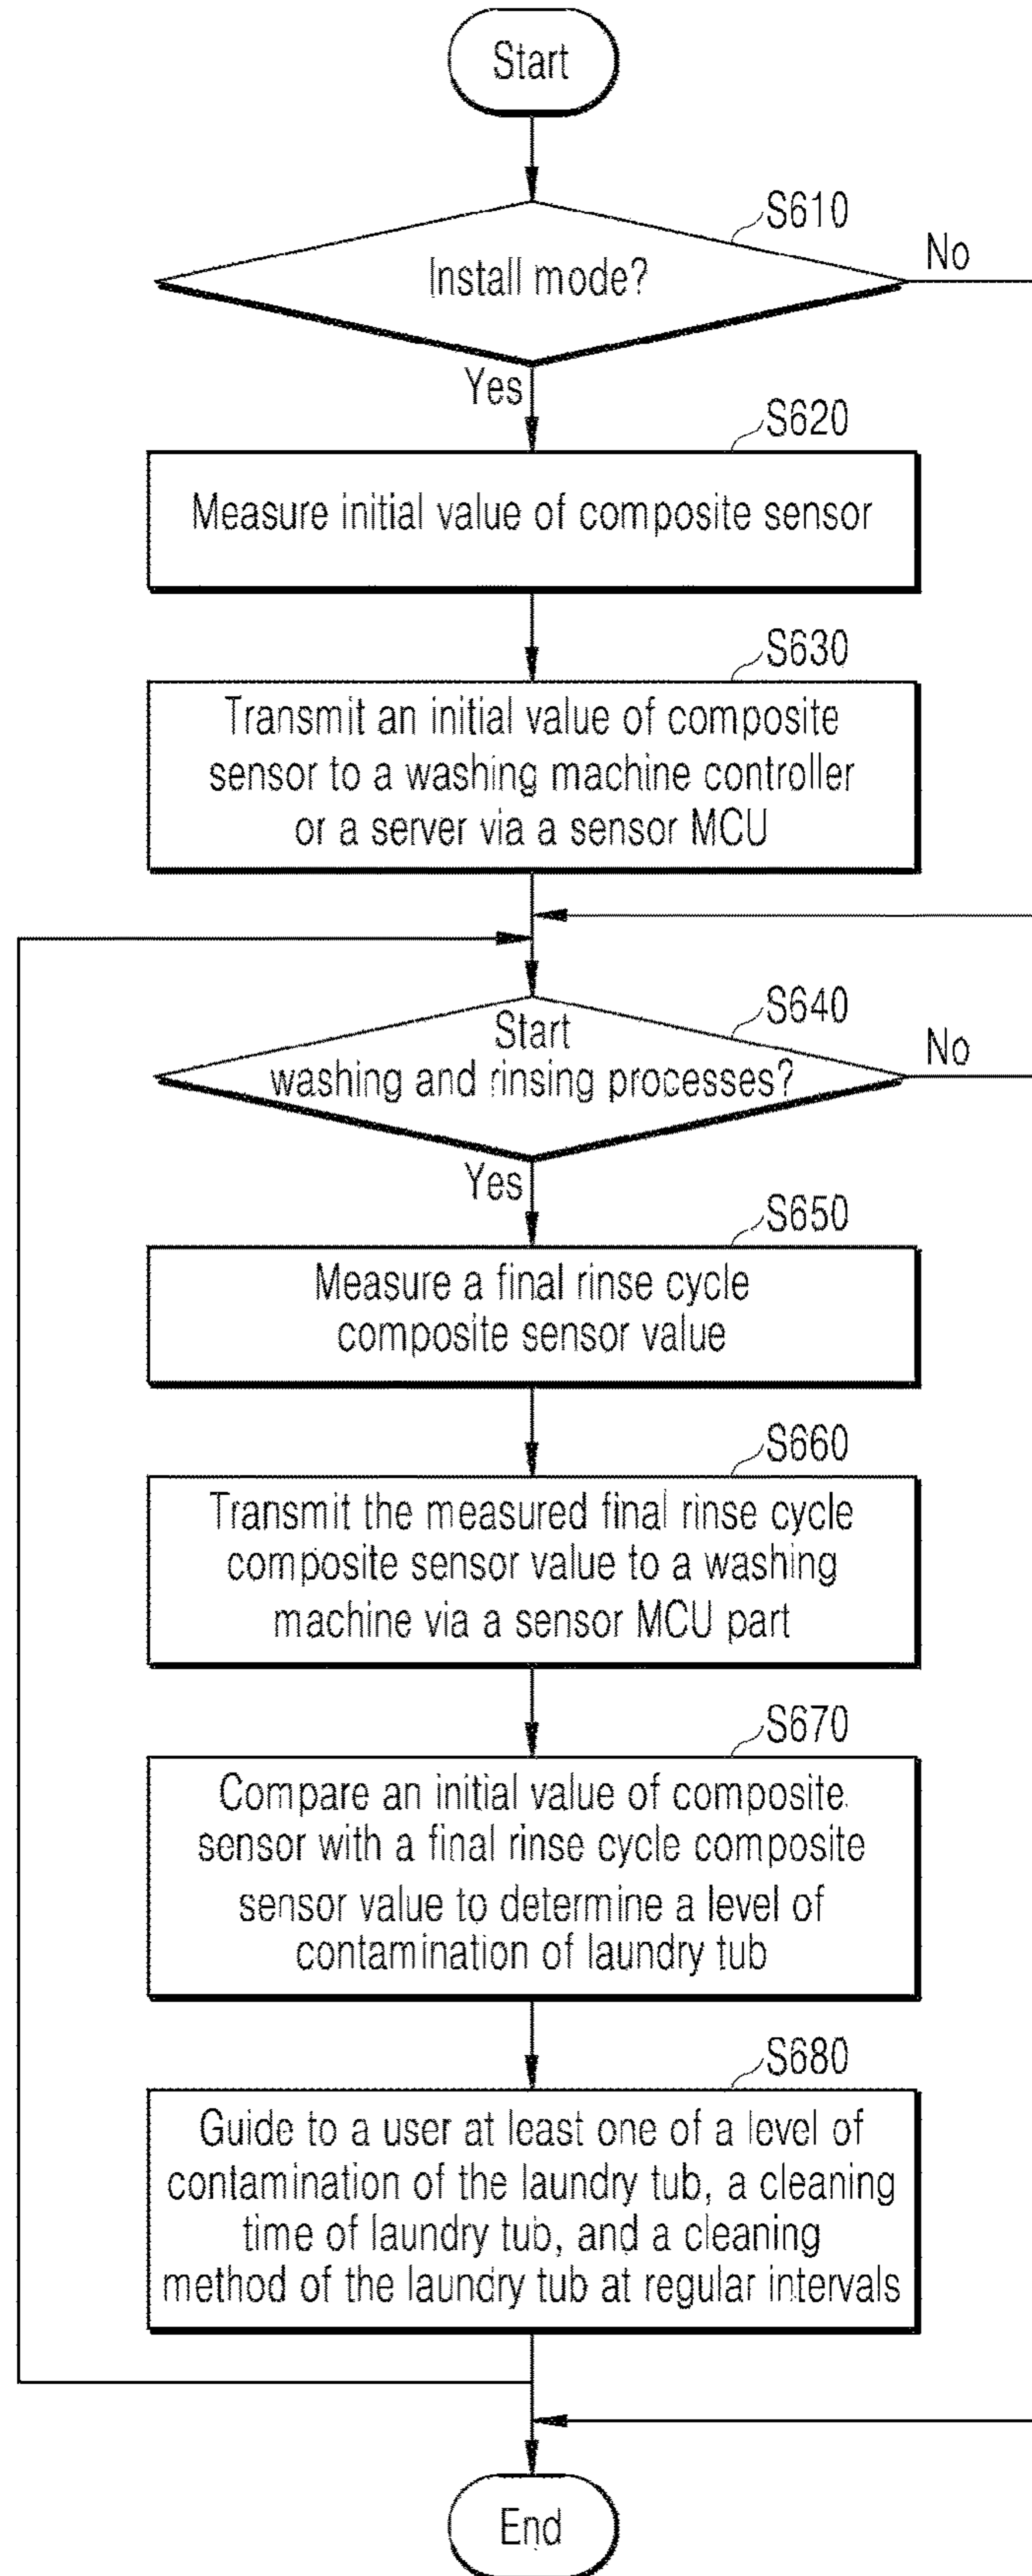 Start
S610
Install mode?
No
Yes
S620
Measure initial value of composite sensor
S630
Transmit an initial value of composite
sensor to a washing machine controller
or a server via a sensor MCU
S640
Start
washing and rinsing processes?
No
Yes
S650
Measure a final rinse cycle
composite sensor value
S660
Transmit the measured final rinse cycle
composite sensor value to a washing
machine via a sensor MCU part
S670
Compare an initial value of composite
sensor with a final rinse cycle composite
sensor value to determine a level of
contamination of laundry tub
S680
Guide to a user at least one of a level of
contamination of the laundry tub, a cleaning
time of laundry tub, and a cleaning
method of the laundry tub at regular intervals
End